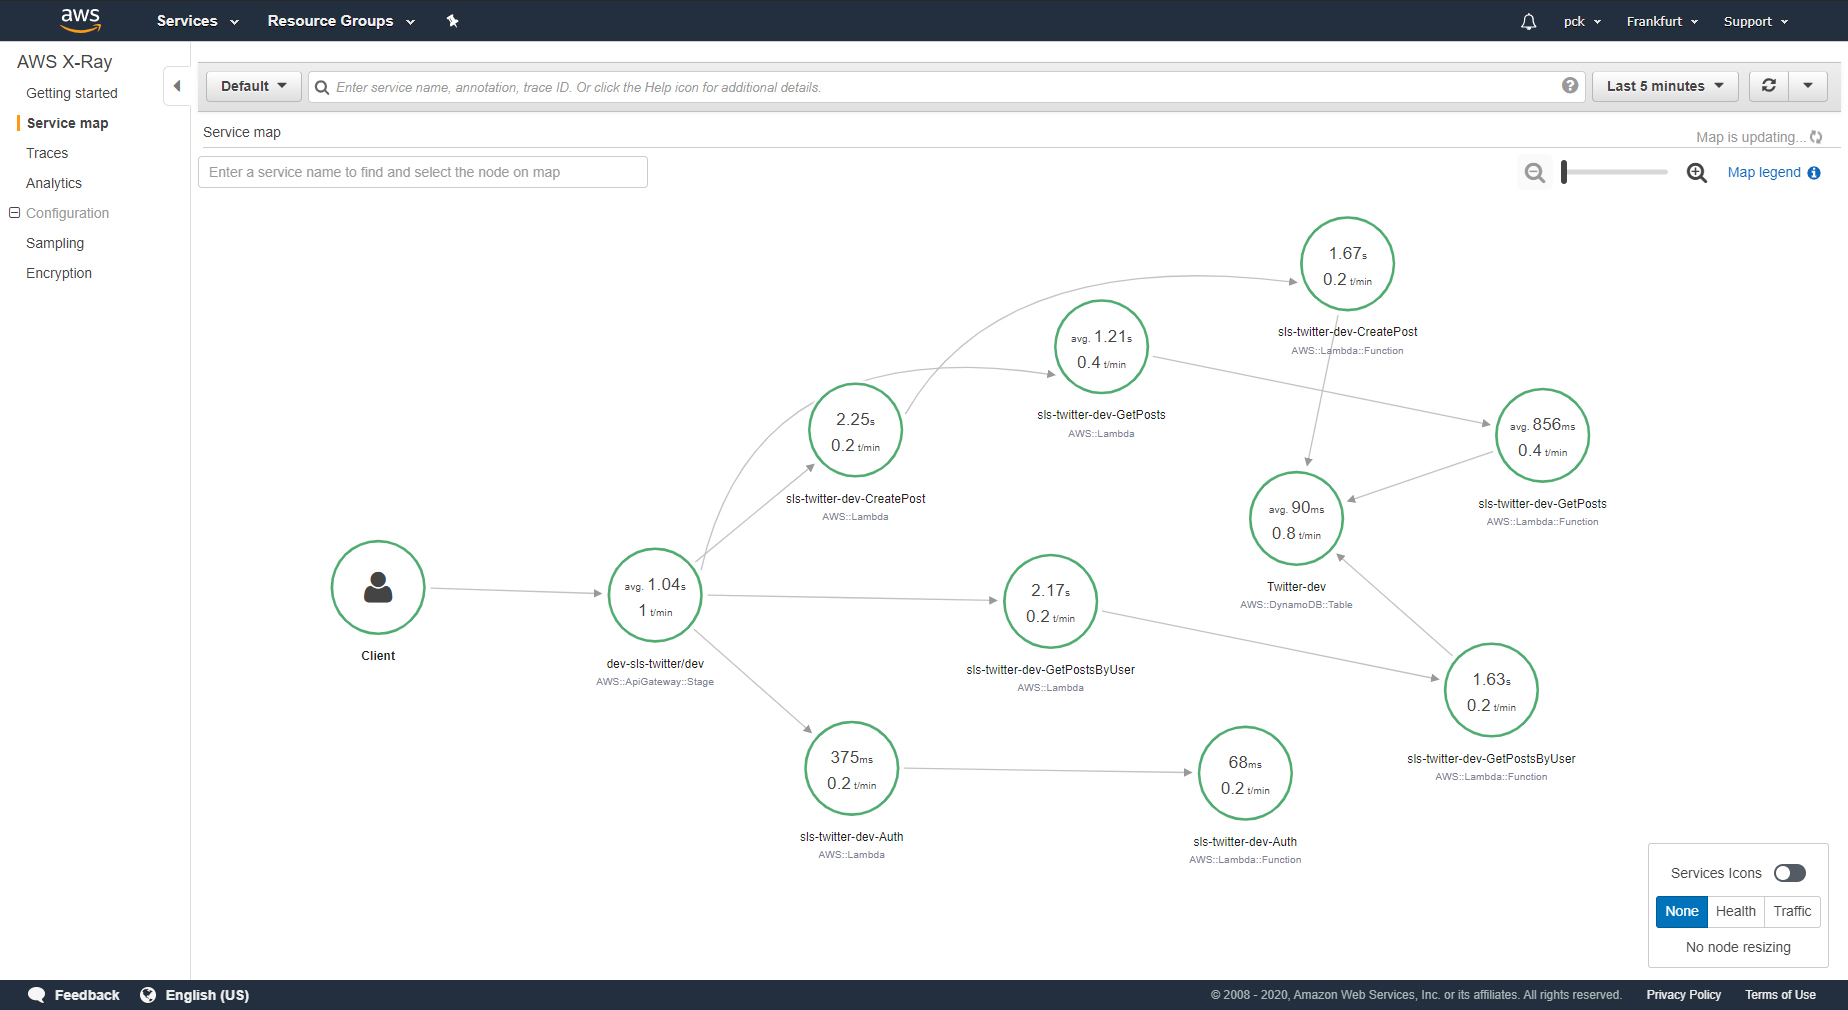 aws
Services
Resource Groups
pck
Frankfurt
Support
AWS X-Ray
Getting started
Service map
Traces
Analytics
Configuration
Sampling
Encryption
Default
Enter service name, annotation, trace ID. Or click the Help icon for additional details.
?
Last 5 minutes
Service map
Map is updating...
Enter a service name to find and select the node on map
Map legend
i
1.67s
0.2 t/min
sls-twitter-dev-CreatePost
AWS::Lambda::Function
avg. 1.21s
0.4 t/min
sls-twitter-dev-GetPosts
AWS::Lambda
2.25s
0.2 t/min
sls-twitter-dev-CreatePost
AWS::Lambda
avg. 856ms
0.4 t/min
sls-twitter-dev-GetPosts
AWS::Lambda::Function
avg. 90ms
0.8 t/min
Twitter-dev
AWS::DynamoDB::Table
Client
avg. 1.04s
1 t/min
dev-sls-twitter/dev
AWS::ApiGateway::Stage
2.17s
0.2 t/min
sls-twitter-dev-GetPostsByUser
AWS::Lambda
1.63s
0.2 t/min
sls-twitter-dev-GetPostsByUser
AWS::Lambda::Function
375ms
0.2 t/min
sls-twitter-dev-Auth
AWS::Lambda
68ms
0.2 t/min
sls-twitter-dev-Auth
AWS::Lambda::Function
Services Icons
None
Health
Traffic
No node resizing
Feedback
English (US)
© 2008 - 2020, Amazon Web Services, Inc. or its affiliates. All rights reserved.
Privacy Policy
Terms of Use